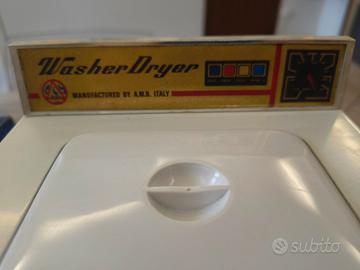 Washer Dryer
MANUFACTURED BY A.M.B. ITALY
subito